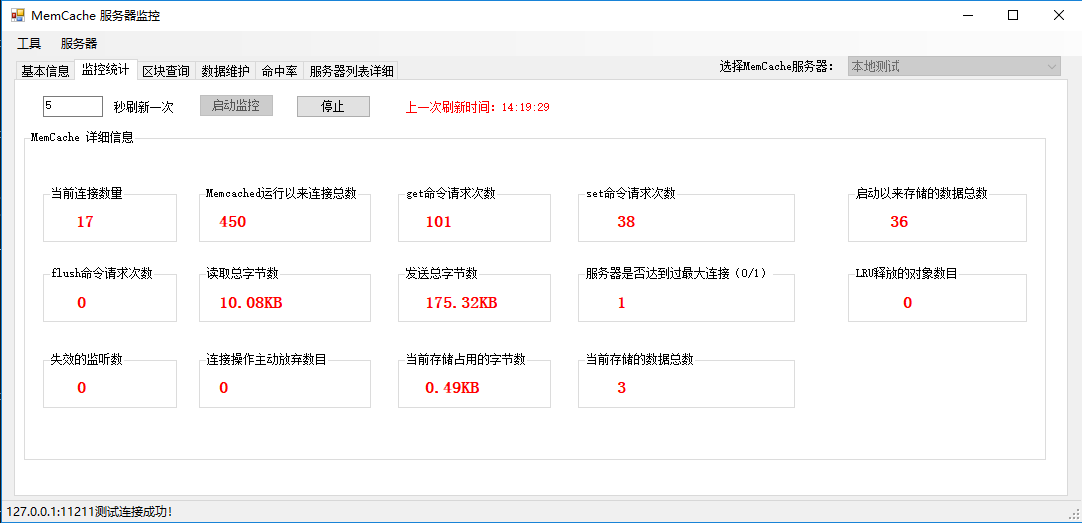 MemCache 服务器监控
工具 服务器
基本信息 监控统计 区块查询 数据维护 命中率 服务器列表详细 选择MemCache服务器： 本地测试
5 秒刷新一次 启动监控 停止 上一次刷新时间：14:19:29
MemCache 详细信息
当前连接数量 Memcached运行以来连接总数 get命令请求次数 set命令请求次数 启动以来存储的数据总数
17 450 101 38 36
flush命令请求次数 读取总字节数 发送总字节数 服务器是否达到过最大连接（0/1） LRU释放的对象数目
0 10.08KB 175.32KB 1 0
失效的监听数 连接操作主动放弃数目 当前存储占用的字节数 当前存储的数据总数
0 0 0.49KB 3
127.0.0.1:11211测试连接成功！